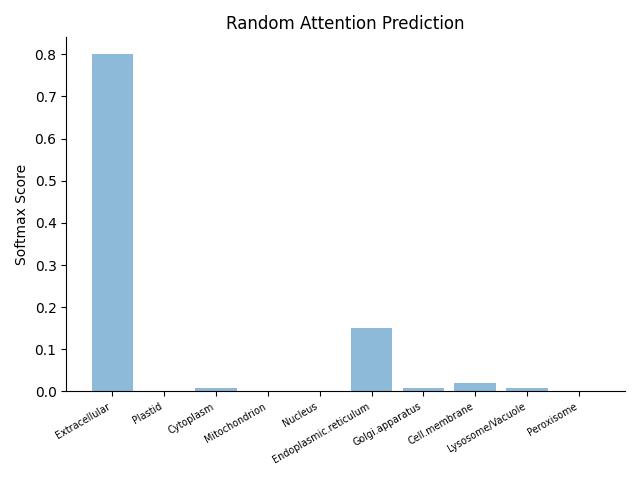 Random Attention Prediction
Softmax Score
0.8
0.7
0.6
0.5
0.4
0.3
0.2
0.1
0.0
Extracellular
Plastid
Cytoplasm
Mitochondrion
Nucleus
Endoplasmic.reticulum
Golgi.apparatus
Cell.membrane
Lysosome/Vacuole
Peroxisome